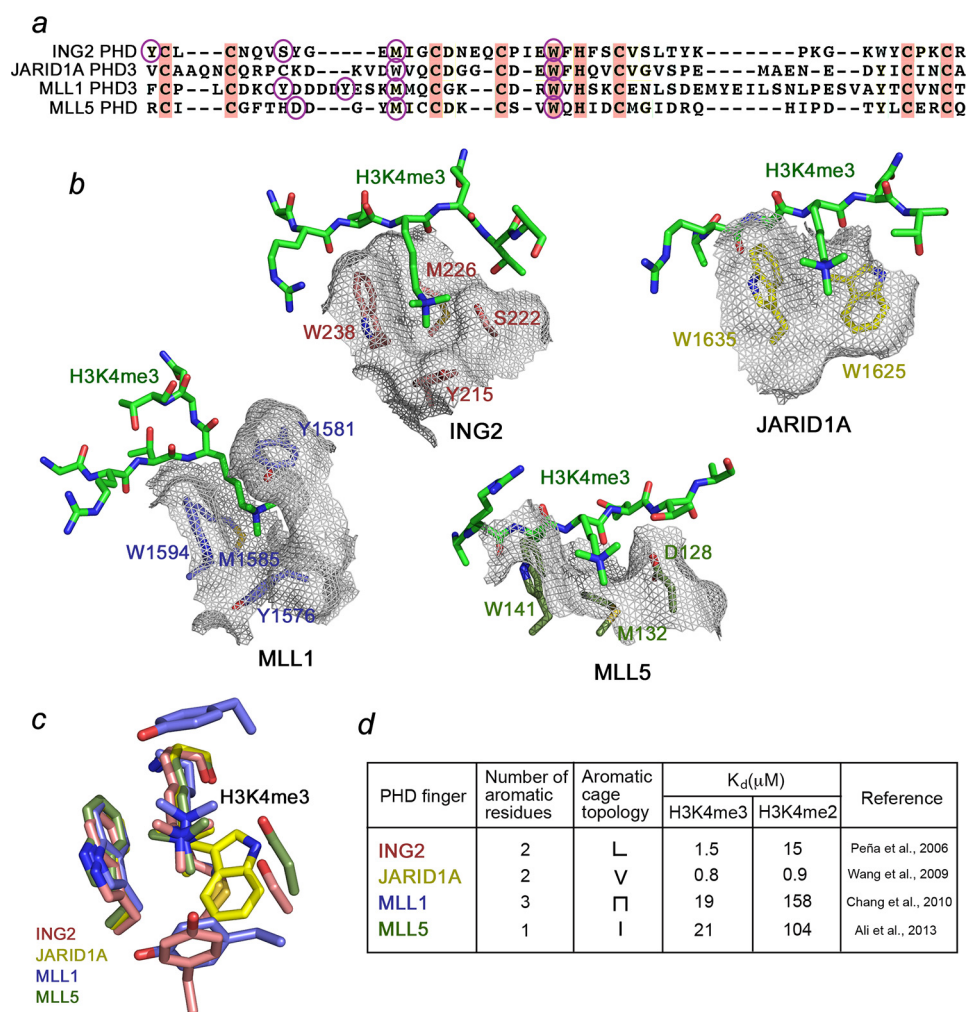 a
ING2 PHD YCL----CNQVSYG-----EMIGCDNEQCPIEWFHFSCVSLTYK--------PKG--KWYCPKCR
JARID1A PHD3 VCAAQNCQRPCKD---KVDWVQCDGG-CD-EWFHQVCVGVSPE----MAEN-E--DYICINCA
MLL1 PHD3 FCP---LCDKCYDDDDYESKMMQCGK--CD-RWVHSKCENLSDEMYEILSNLPESVAYTCVNCT
MLL5 PHD RCI----CGFTHDD---G-YMICCDK--CS-VWQHIDCMGIDRQ------HIPD--TYLCERCQ
b
H3K4me3
M226
W238
S222
Y215
ING2
H3K4me3
W1635
W1625
JARID1A
H3K4me3
Y1581
W1594
M1585
Y1576
MLL1
H3K4me3
D128
W141
M132
MLL5
c
H3K4me3
ING2
JARID1A
MLL1
MLL5
d
PHD finger Number of aromatic residues Aromatic cage topology Kd(μM) Reference
H3K4me3 H3K4me2
ING2 2 L 1.5 15 Peña et al., 2006
JARID1A 2 V 0.8 0.9 Wang et al., 2009
MLL1 3 ⊓ 19 158 Chang et al., 2010
MLL5 1 I 21 104 Ali et al., 2013